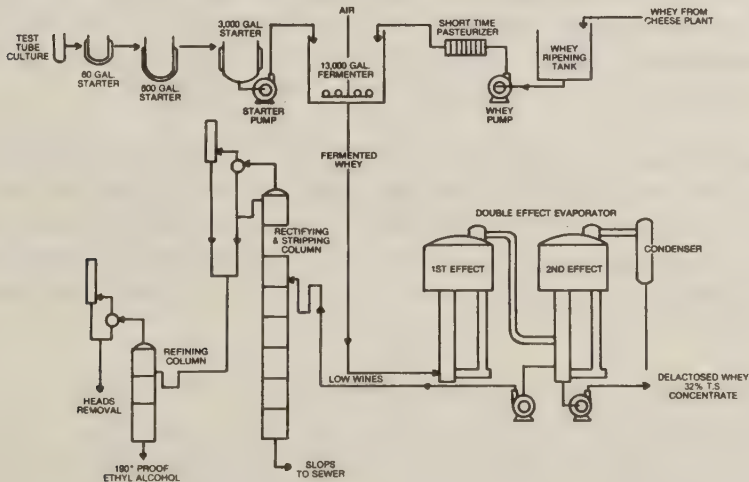 TEST
TUBE
CULTURE
60 GAL.
STARTER
600 GAL.
STARTER
3,000 GAL.
STARTER
STARTER
PUMP
AIR
13,000 GAL.
FERMENTER
FERMENTED
WHEY
SHORT TIME
PASTEURIZER
WHEY
PUMP
WHEY FROM
CHEESE PLANT
WHEY
RIPENING
TANK
RECTIFYING
& STRIPPING
COLUMN
DOUBLE EFFECT EVAPORATOR
1ST EFFECT
2ND EFFECT
CONDENSER
REFINING
COLUMN
HEADS
REMOVAL
LOW WINES
DELACTOSED WHEY
32% T.S
CONCENTRATE
190° PROOF
ETHYL ALCOHOL
SLOPS
TO SEWER